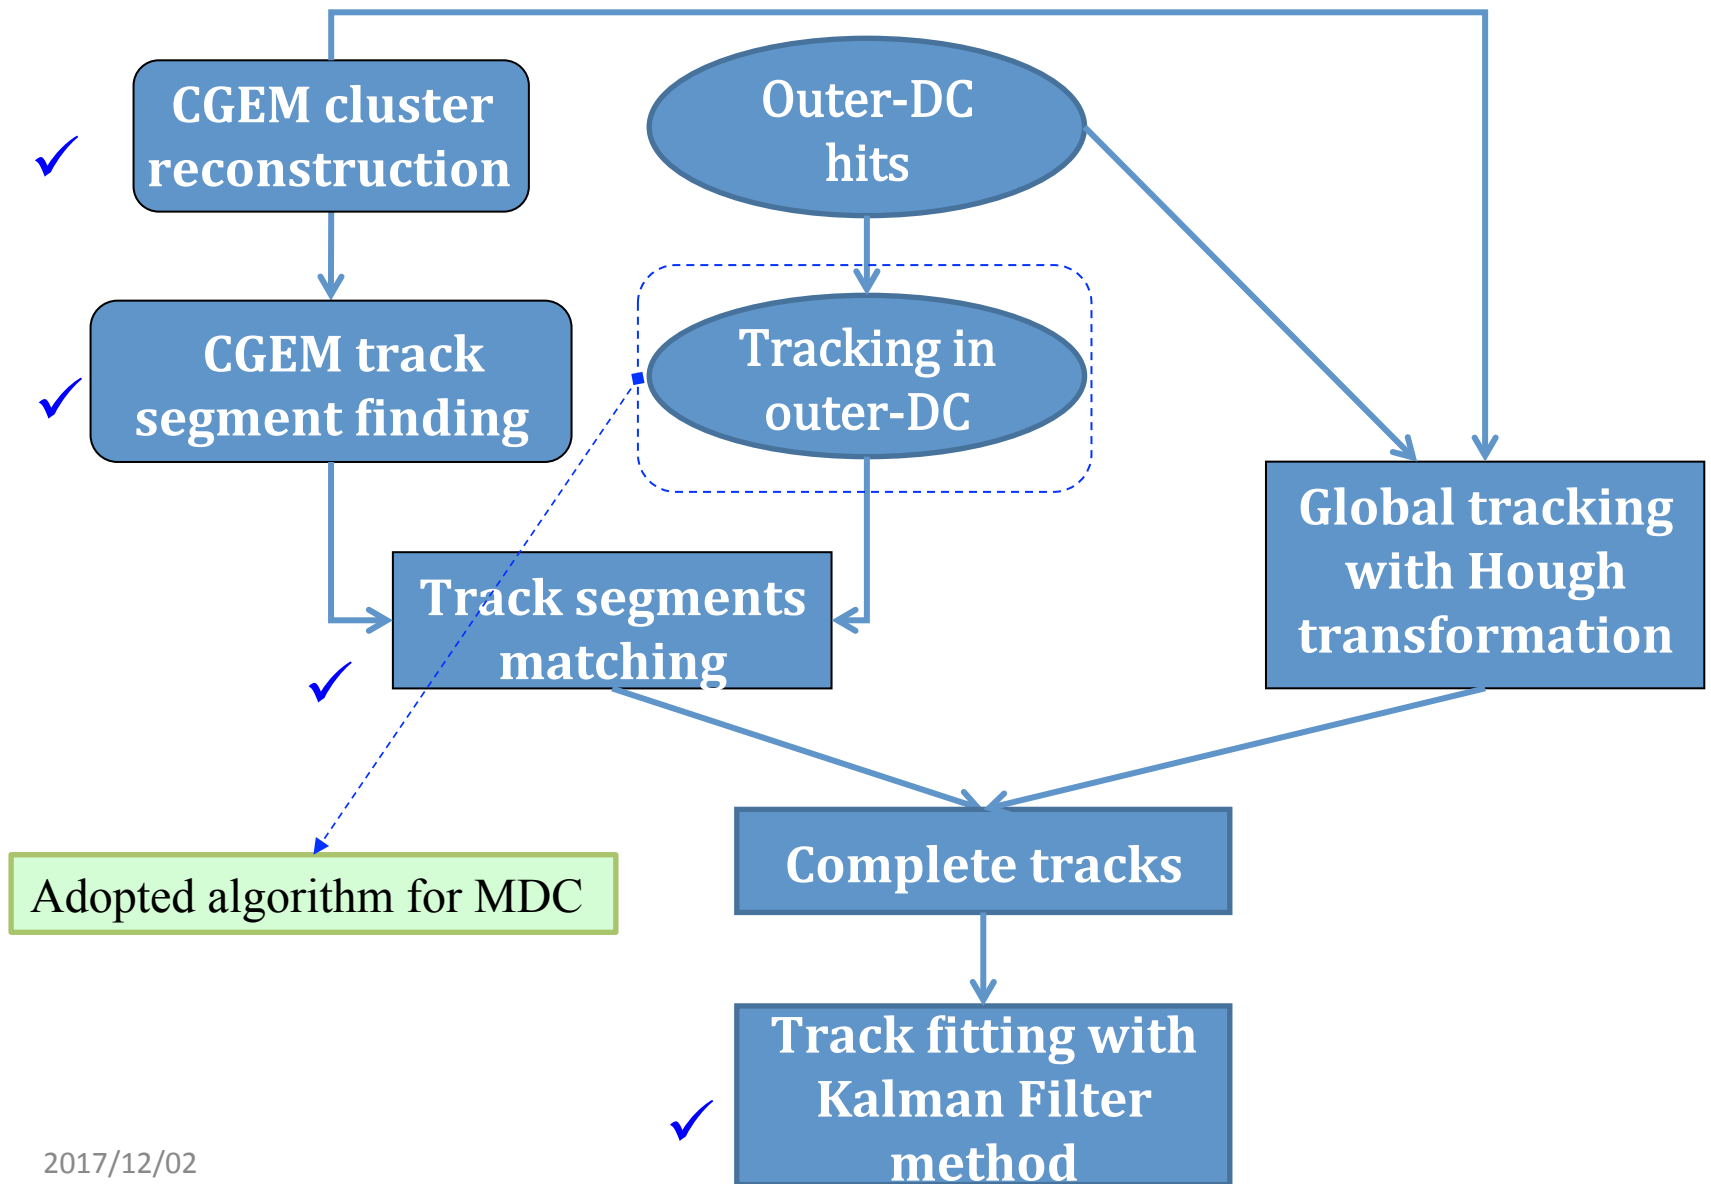 CGEM cluster
reconstruction
Outer-DC
hits
CGEM track
segment finding
Tracking in
outer-DC
Global tracking
with Hough
transformation
Track segments
matching
Complete tracks
Adopted algorithm for MDC
Track fitting with
Kalman Filter
method
2017/12/02